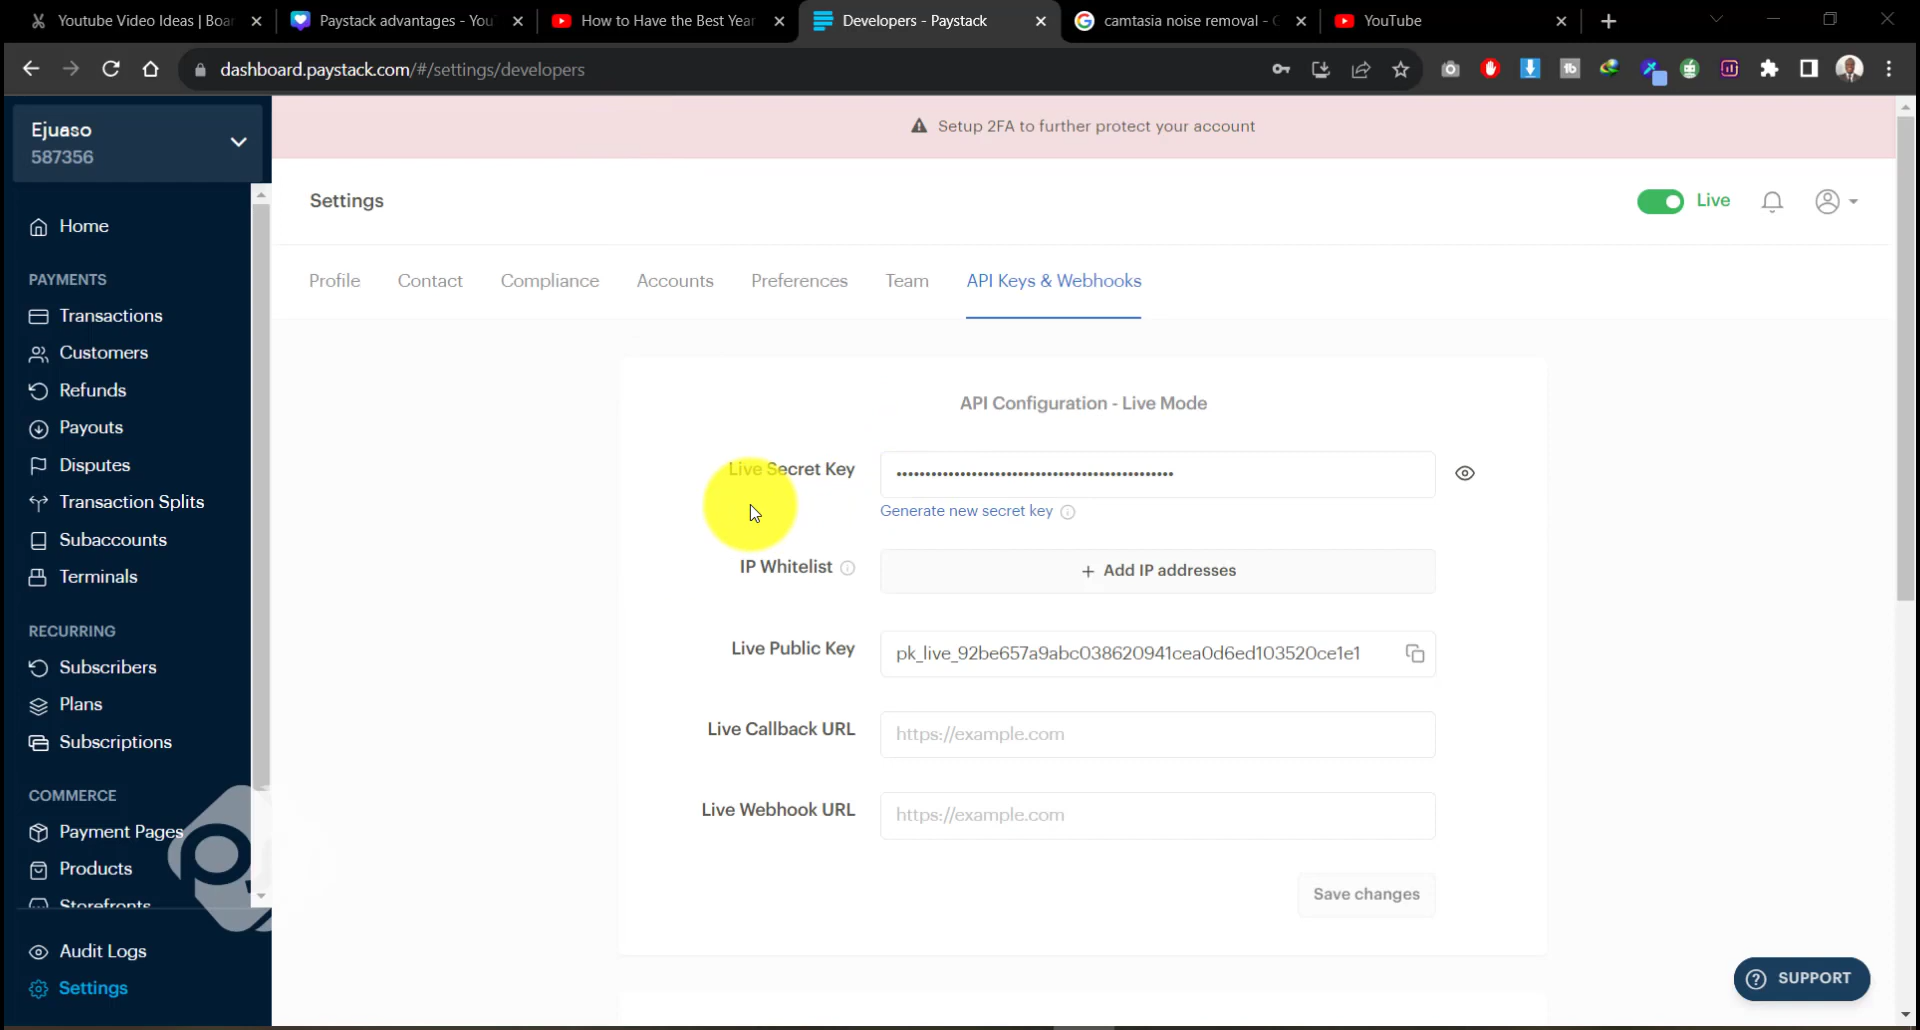 Youtube Video Ideas | Boar
Paystack advantages - You
How to Have the Best Year
Developers - Paystack
camtasia noise removal - G
YouTube
dashboard.paystack.com/#/settings/developers
Ejuaso
587356
Setup 2FA to further protect your account
Settings
Live
Home
PAYMENTS
Transactions
Customers
Refunds
Payouts
Disputes
Transaction Splits
Subaccounts
Terminals
RECURRING
Subscribers
Plans
Subscriptions
COMMERCE
Payment Pages
Products
Storefronts
Audit Logs
Settings
Profile
Contact
Compliance
Accounts
Preferences
Team
API Keys & Webhooks
API Configuration - Live Mode
Live Secret Key
Generate new secret key
IP Whitelist
+ Add IP addresses
Live Public Key
pk_live_92be657a9abc038620941cea0d6ed103520ce1e1
Live Callback URL
https://example.com
Live Webhook URL
https://example.com
Save changes
SUPPORT